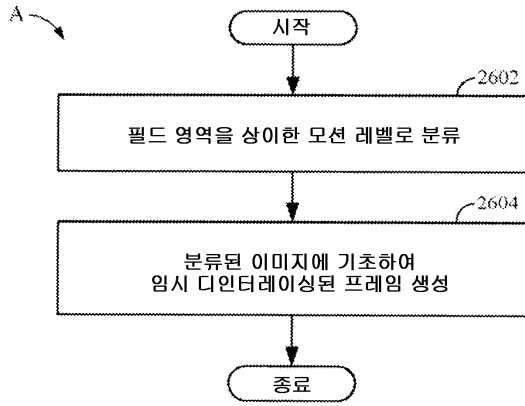 A
시작
2602
필드 영역을 상이한 모션 레벨로 분류
2604
분류된 이미지에 기초하여
임시 디인터레이싱된 프레임 생성
종료